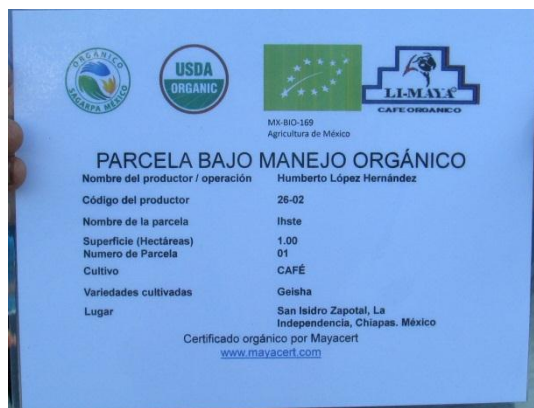 ORGÁNICO
SAGARPA MÉXICO
USDA
ORGANIC
LI-MAYA
CAFE ORGANICO
MX-BIO-169
Agricultura de México
PARCELA BAJO MANEJO ORGÁNICO
Nombre del productor / operación Humberto López Hernández
Código del productor 26-02
Nombre de la parcela Ihste
Superficie (Hectáreas) 1.00
Numero de Parcela 01
Cultivo CAFÉ
Variedades cultivadas Geisha
Lugar San Isidro Zapotal, La
Independencia, Chiapas. México
Certificado orgánico por Mayacert
www.mayacert.com